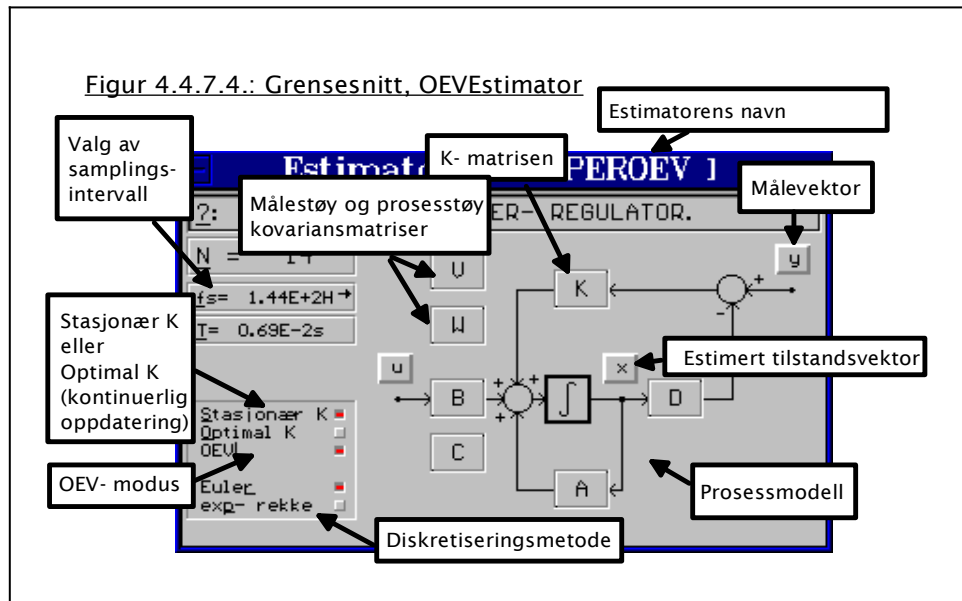 Figur 4.4.7.4.: Grensesnitt, OEVEstimator
Estimatorens navn
Valg av
samplings-
intervall
K- matrisen
PEROEV ]
Målevektor
Målestøy og prosesstøy
kovariansmatriser
?:
ER- REGULATOR.
N =
fs= 1.44E+2H
T= 0.69E-2s
V
W
K
y
+
-
Stasjonær K
eller
Optimal K
(kontinuerlig
oppdatering)
Estimert tilstandsvektor
u
x
B
+
+
+
+
∫
D
C
A
Stasjonær K
Optimal K
OEV
Euler
exp- rekke
OEV- modus
Prosessmodell
Diskretiseringsmetode